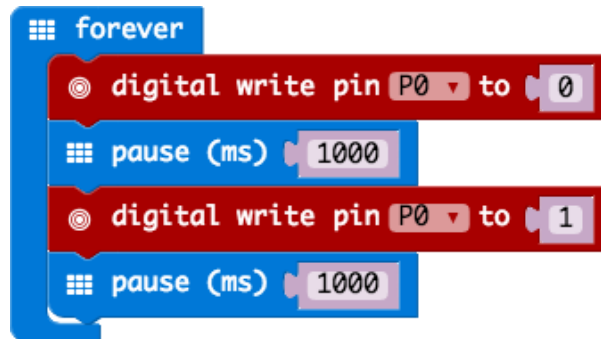 forever
digital write pin P0 to 0
pause (ms) 1000
digital write pin P0 to 1
pause (ms) 1000